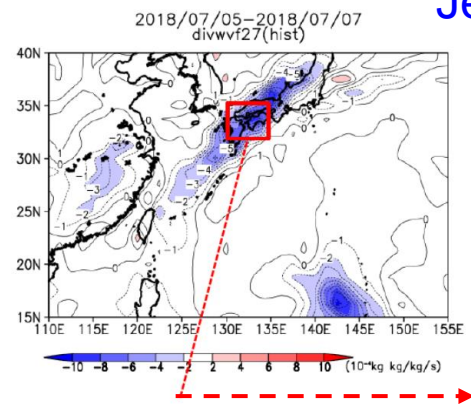 Je
2018/07/05−2018/07/07
divwvf27(hist)
40N
35N
30N
25N
20N
15N
110E 115E 120E 125E 130E 135E 140E 145E 150E 155E
-10 -8 -6 -4 -2 2 4 6 8 10 (10⁻⁴kg kg/kg/s)